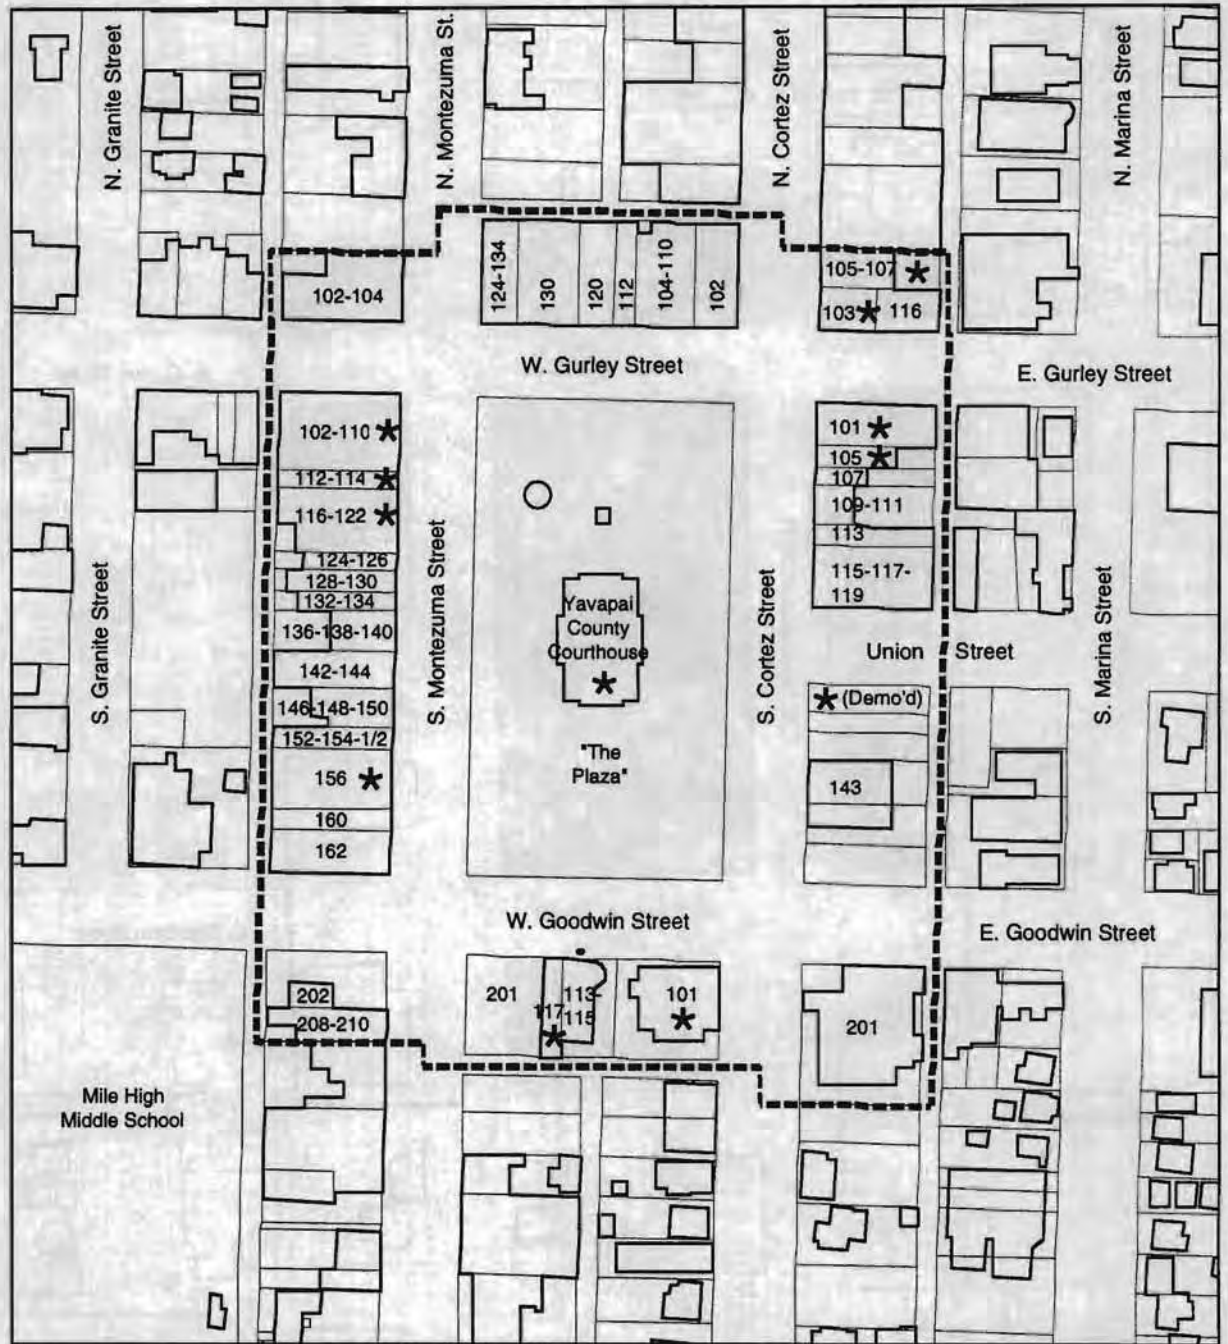 N. Granite Street
N. Montezuma St.
N. Cortez Street
N. Marina Street
102-104
124-134
130
120
112
104-110
102
105-107
103
116
W. Gurley Street
E. Gurley Street
102-110
112-114
116-122
124-126
128-130
132-134
136-138-140
142-144
146-148-150
152-154-1/2
156
160
162
S. Granite Street
S. Montezuma Street
Yavapai
County
Courthouse
"The
Plaza"
S. Cortez Street
101
105
107
109-111
113
115-117-
119
Union Street
(Demo'd)
143
S. Marina Street
W. Goodwin Street
E. Goodwin Street
202
208-210
201
117
113-
115
101
201
Mile High
Middle School